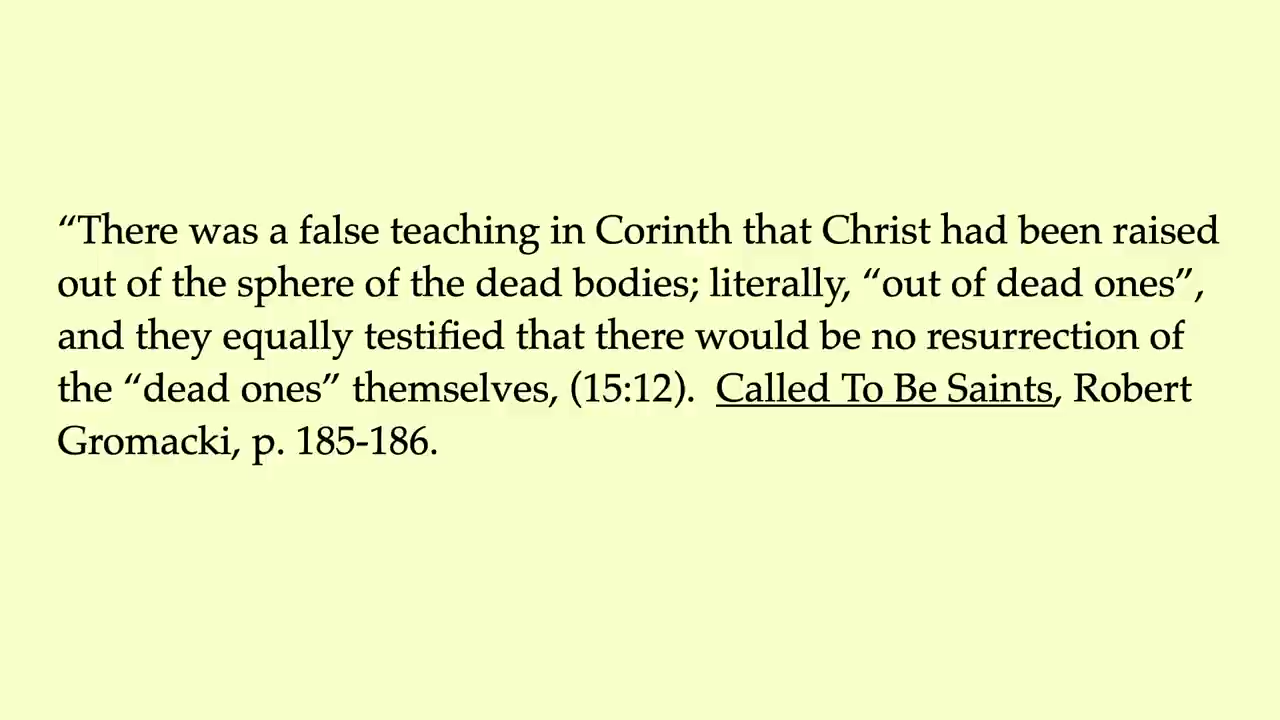 “There was a false teaching in Corinth that Christ had been raised
out of the sphere of the dead bodies; literally, “out of dead ones”,
and they equally testified that there would be no resurrection of
the “dead ones” themselves, (15:12).  Called To Be Saints, Robert
Gromacki, p. 185-186.